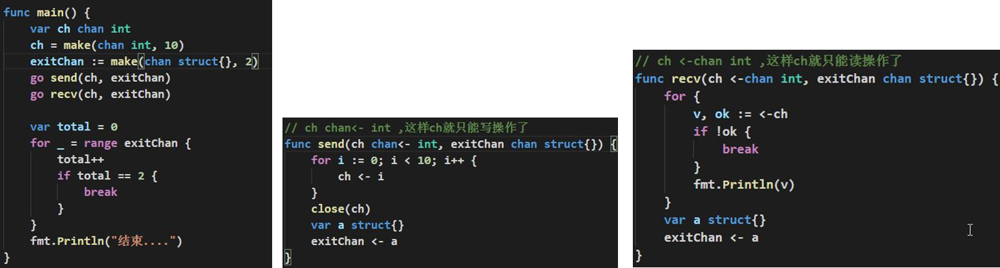 func main() {
    var ch chan int
    ch = make(chan int, 10)
    exitChan := make(chan struct{}, 2)
    go send(ch, exitChan)
    go recv(ch, exitChan)

    var total = 0
    for _ = range exitChan {
        total++
        if total == 2 {
            break
        }
    }
    fmt.Println("结束....")
}
// ch chan<- int ,这样ch就只能写操作了
func send(ch chan<- int, exitChan chan struct{}) {
    for i := 0; i < 10; i++ {
        ch <- i
    }
    close(ch)
    var a struct{}
    exitChan <- a
}
// ch <-chan int ,这样ch就只能读操作了
func recv(ch <-chan int, exitChan chan struct{}) {
    for {
        v, ok := <-ch
        if !ok {
            break
        }
        fmt.Println(v)
    }
    var a struct{}
    exitChan <- a
}